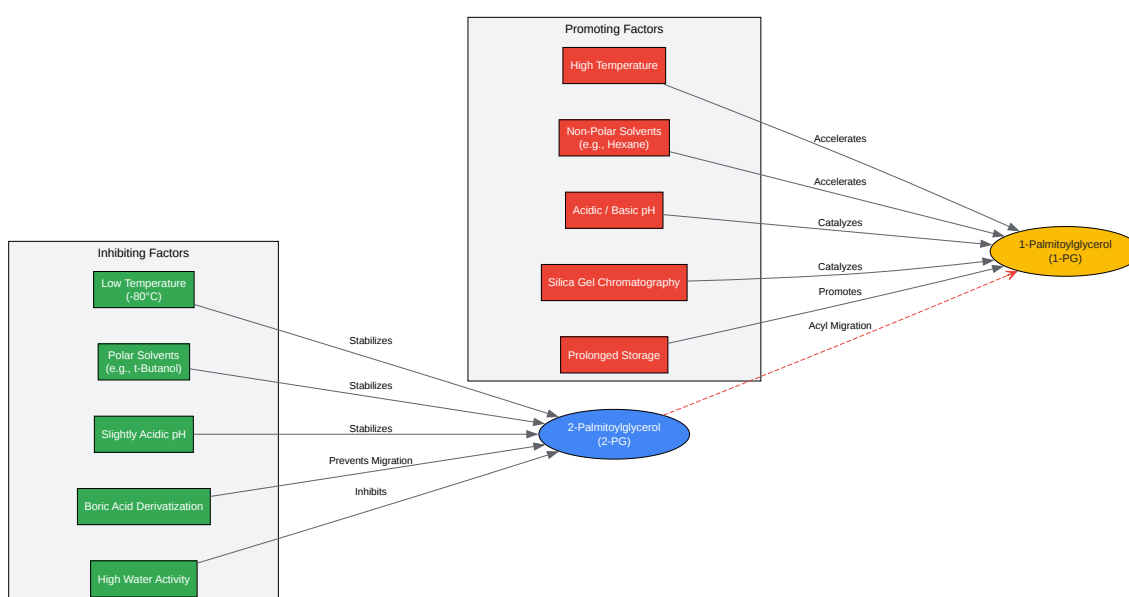 Promoting Factors
High Temperature
Non-Polar Solvents
(e.g., Hexane)
Acidic / Basic pH
Silica Gel Chromatography
Prolonged Storage
Accelerates
Accelerates
Catalyzes
Catalyzes
Promotes
Acyl Migration
1-Palmitoylglycerol
(1-PG)
Inhibiting Factors
Low Temperature
(-80°C)
Polar Solvents
(e.g., t-Butanol)
Slightly Acidic pH
Boric Acid Derivatization
High Water Activity
Stabilizes
Stabilizes
Stabilizes
Prevents Migration
Inhibits
2-Palmitoylglycerol
(2-PG)